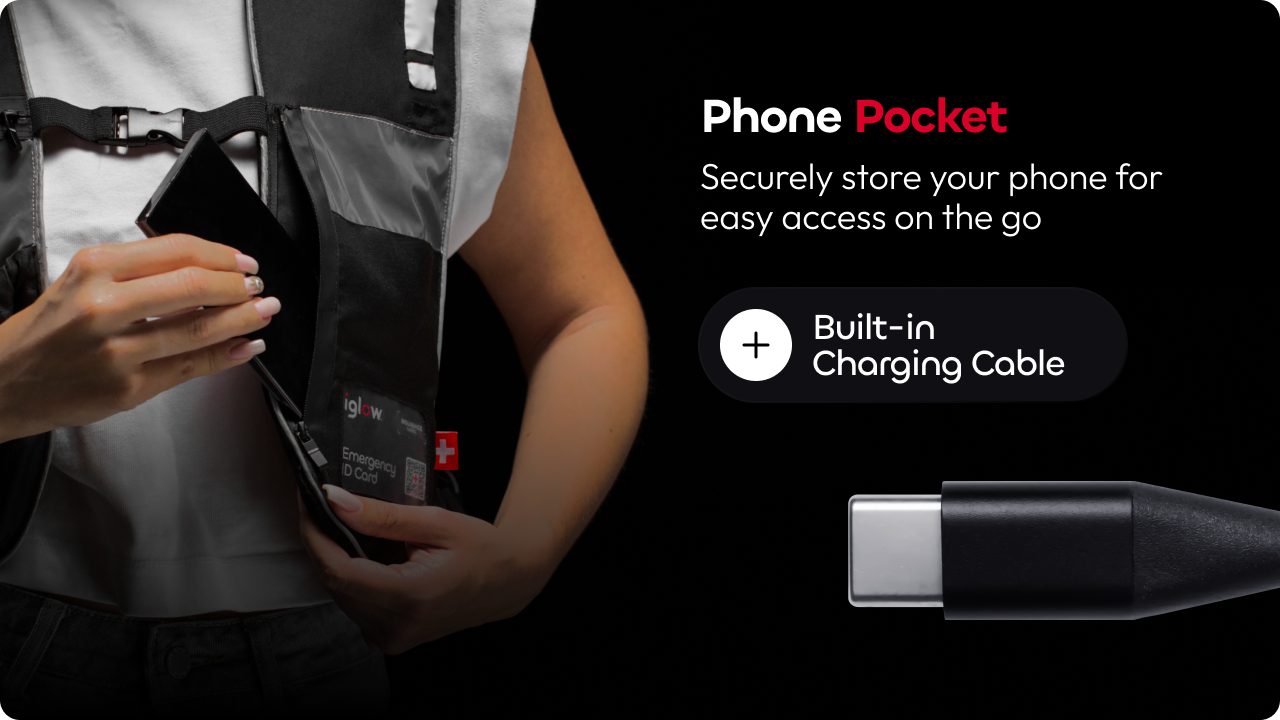 Phone Pocket
Securely store your phone for
easy access on the go
Built-in
Charging Cable
iglow
Emergency
ID Card